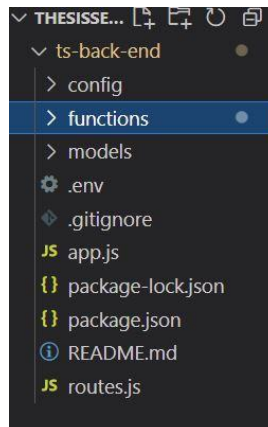 THESISSE...
ts-back-end
config
functions
models
.env
.gitignore
JS app.js
{} package-lock.json
{} package.json
README.md
JS routes.js